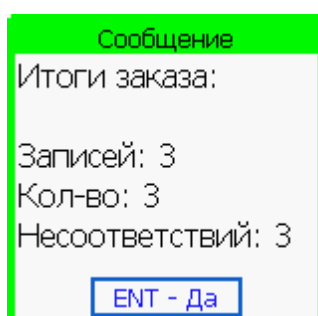 Сообщение
Итоги заказа:
Записей: 3
Кол-во: 3
Несоответствий: 3
ENT - Да